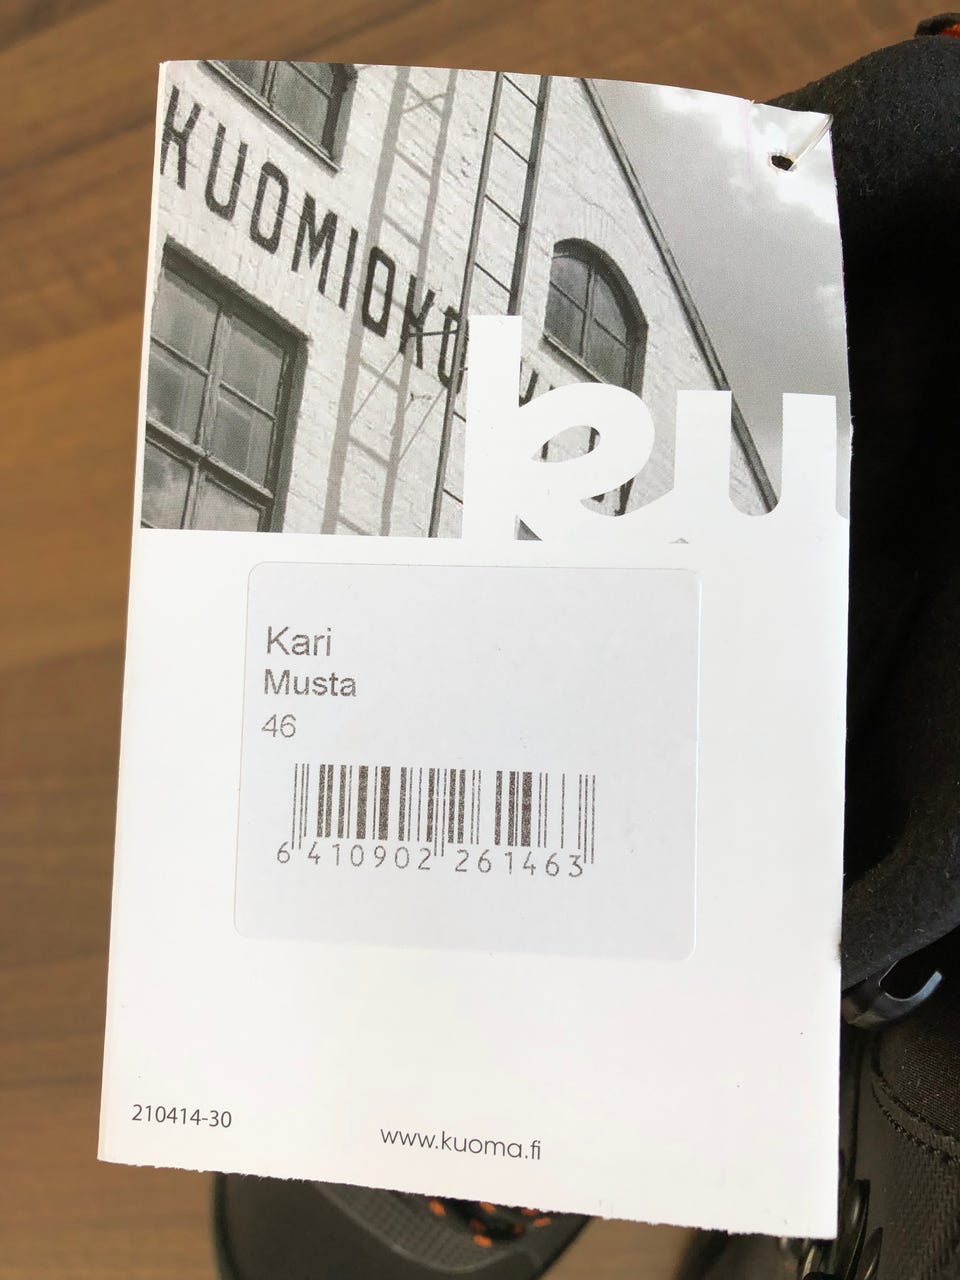 KUOMIOKO
ku
Kari
Musta
46
6 410902 261463
210414-30
www.kuoma.fi